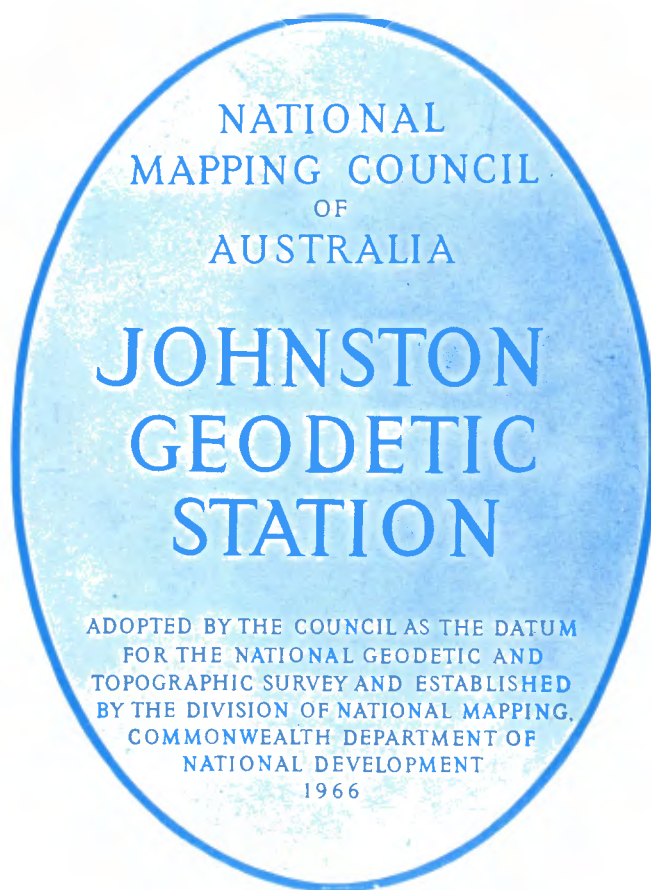 NATIONAL
MAPPING COUNCIL
OF
AUSTRALIA
JOHNSTON
GEODETIC
STATION
ADOPTED BY THE COUNCIL AS THE DATUM
FOR THE NATIONAL GEODETIC AND
TOPOGRAPHIC SURVEY AND ESTABLISHED
BY THE DIVISION OF NATIONAL MAPPING,
COMMONWEALTH DEPARTMENT OF
NATIONAL DEVELOPMENT
1966